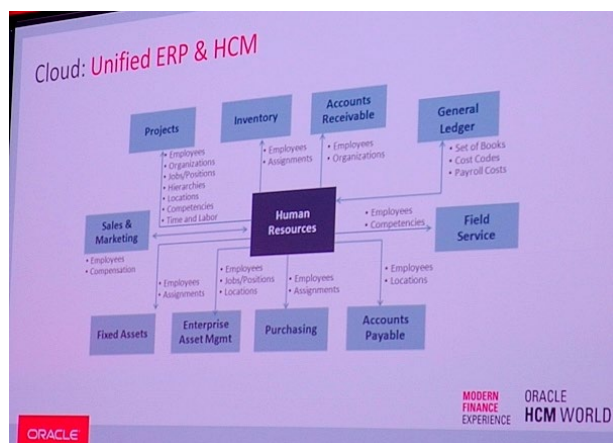 Cloud: Unified ERP & HCM
Projects
Inventory
Accounts
Receivable
General
Ledger
• Employees
• Organizations
• Jobs/Positions
• Hierarchies
• Locations
• Competencies
• Time and Labor
• Employees
• Assignments
• Employees
• Organizations
• Set of Books
• Cost Codes
• Payroll Costs
Sales &
Marketing
• Employees
• Compensation
Human
Resources
• Employees
• Competencies
Field
Service
• Employees
• Assignments
• Employees
• Jobs/Positions
• Locations
• Employees
• Assignments
• Employees
• Locations
Fixed Assets
Enterprise
Asset Mgmt
Purchasing
Accounts
Payable
MODERN
FINANCE
EXPERIENCE
ORACLE
HCM WORLD
ORACLE